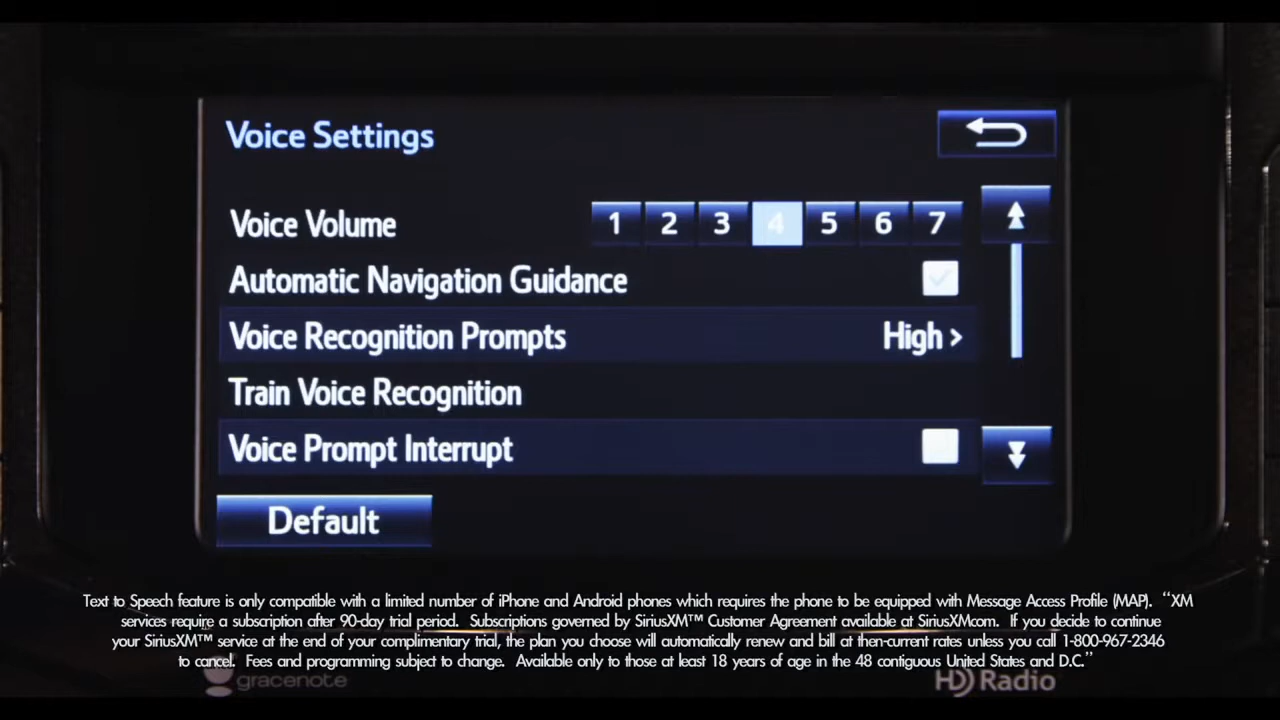 Voice Settings
Voice Volume 1 2 3 4 5 6 7
Automatic Navigation Guidance
Voice Recognition Prompts High >
Train Voice Recognition
Voice Prompt Interrupt
Default
Text to Speech feature is only compatible with a limited number of iPhone and Android phones which requires the phone to be equipped with Message Access Profile (MAP). “XM
services require a subscription after 90-day trial period. Subscriptions governed by SiriusXM™ Customer Agreement available at SiriusXM.com. If you decide to continue
your SiriusXM™ service at the end of your complimentary trial, the plan you choose will automatically renew and bill at then-current rates unless you call 1-800-967-2346
to cancel. Fees and programming subject to change. Available only to those at least 18 years of age in the 48 contiguous United States and D.C.”
gracenote HD Radio